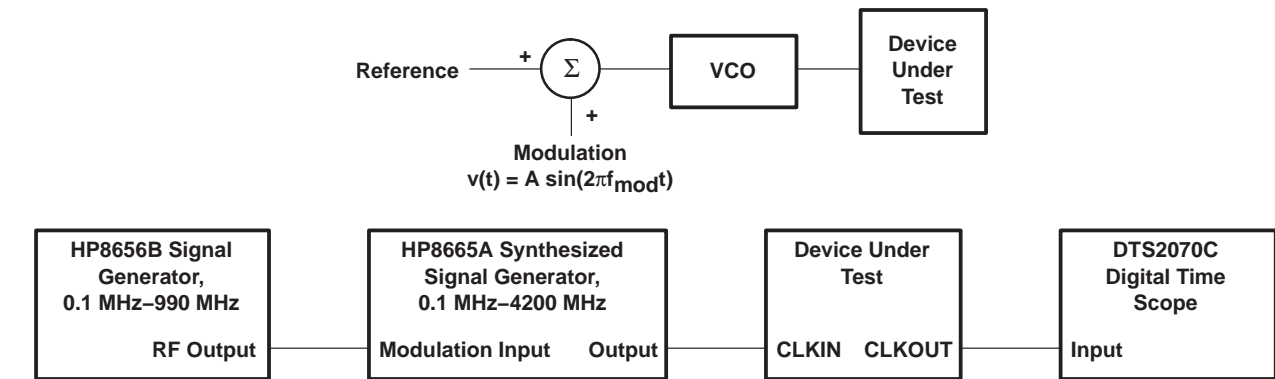 Reference
+
Σ
+
VCO
Device
Under
Test
Modulation
v(t) = A sin(2πfmodt)
HP8656B Signal
Generator,
0.1 MHz−990 MHz
RF Output
HP8665A Synthesized
Signal Generator,
0.1 MHz−4200 MHz
Modulation Input Output
Device Under
Test
CLKIN CLKOUT
DTS2070C
Digital Time
Scope
Input